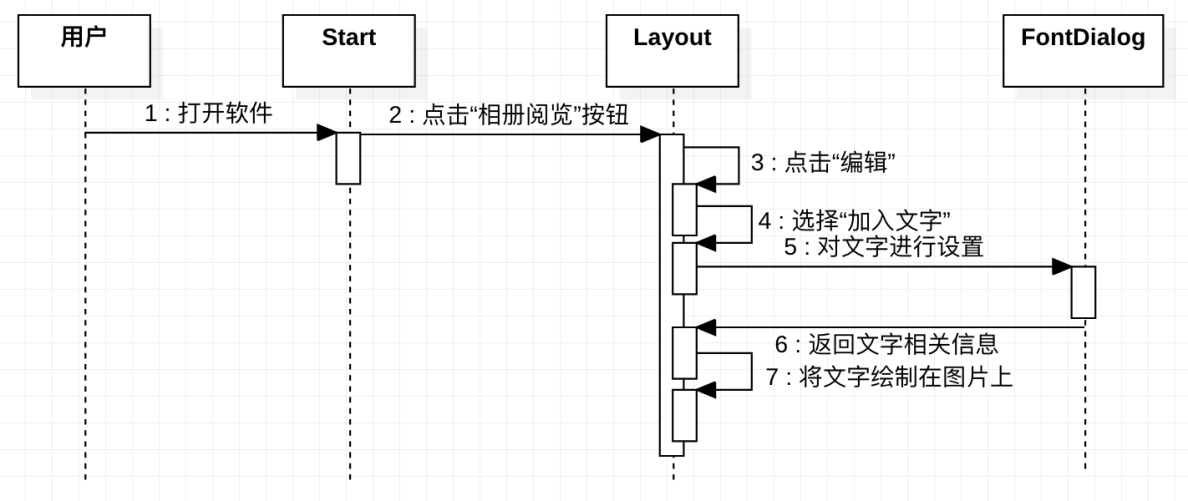 用户
Start
Layout
FontDialog
1 : 打开软件
2 : 点击“相册阅览”按钮
3 : 点击“编辑”
4 : 选择“加入文字”
5 : 对文字进行设置
6 : 返回文字相关信息
7 : 将文字绘制在图片上